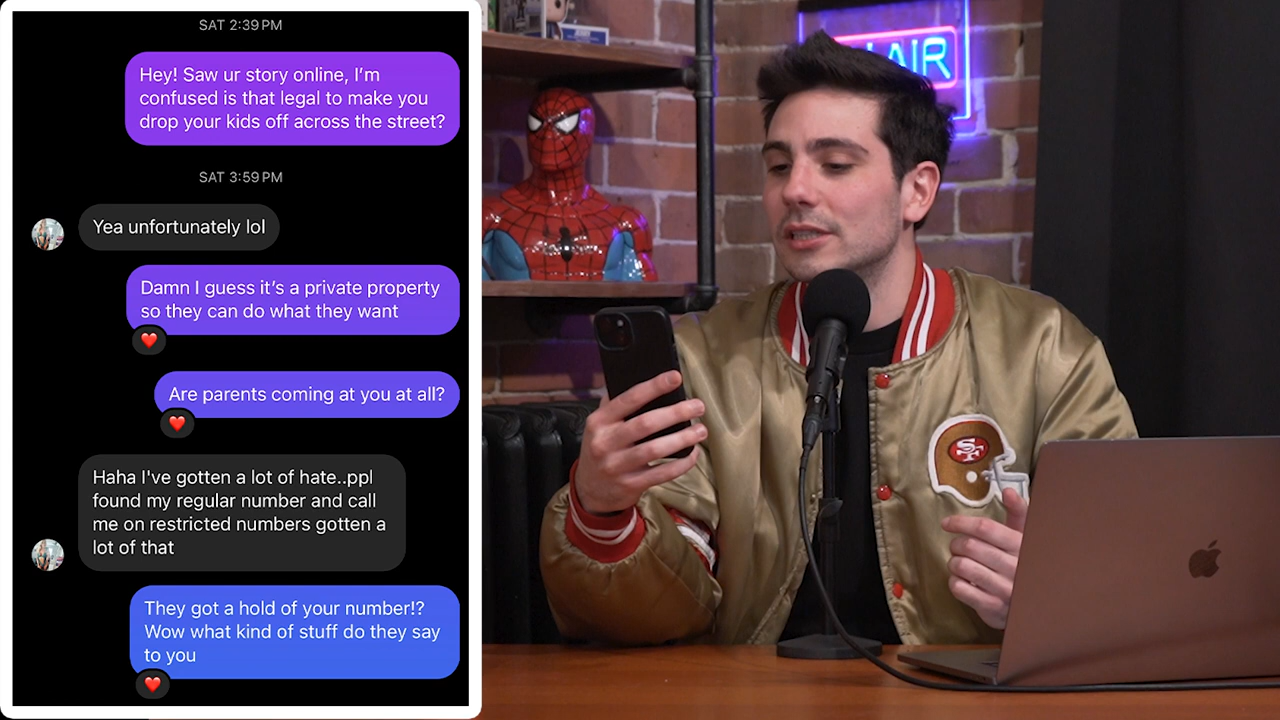 SAT 2:39 PM
Hey! Saw ur story online, I’m
confused is that legal to make you
drop your kids off across the street?
SAT 3:59 PM
Yea unfortunately lol
Damn I guess it’s a private property
so they can do what they want
Are parents coming at you at all?
Haha I've gotten a lot of hate..ppl
found my regular number and call
me on restricted numbers gotten a
lot of that
They got a hold of your number!?
Wow what kind of stuff do they say
to you
AIR
SF